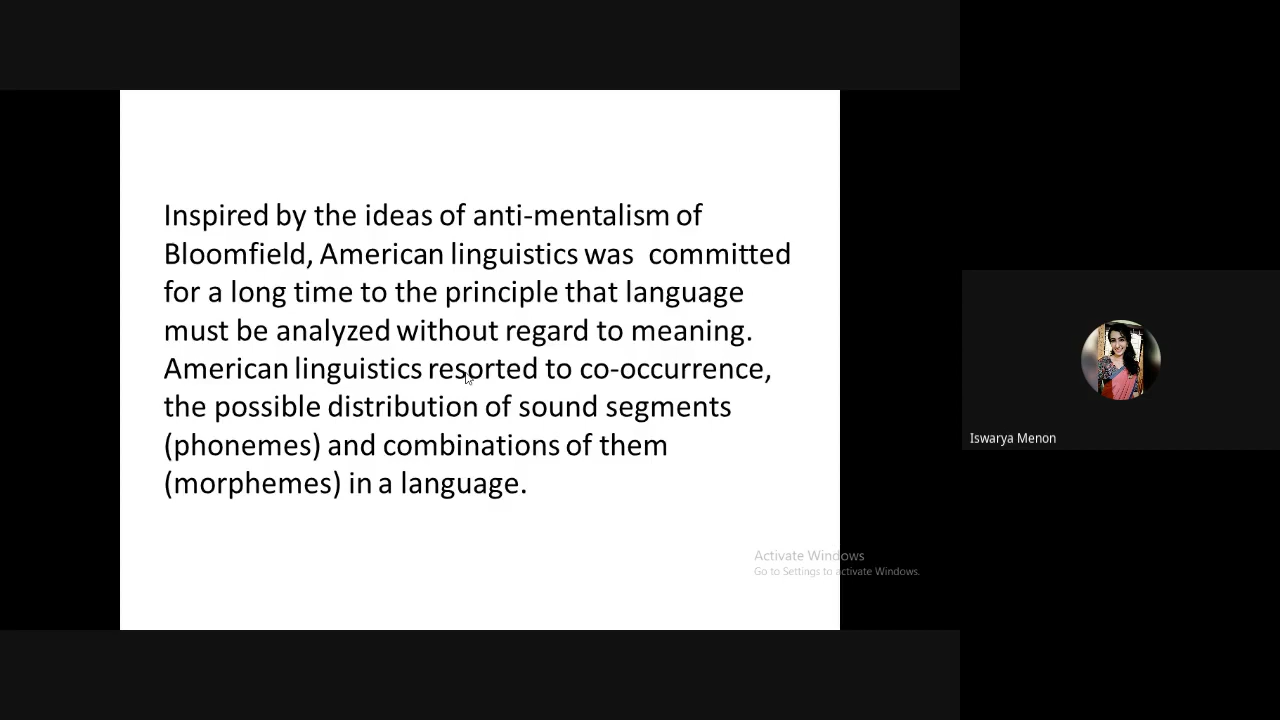 Inspired by the ideas of anti-mentalism of
Bloomfield, American linguistics was  committed
for a long time to the principle that language
must be analyzed without regard to meaning.
American linguistics resorted to co-occurrence,
the possible distribution of sound segments
(phonemes) and combinations of them
(morphemes) in a language.
Iswarya Menon
Activate Windows
Go to Settings to activate Windows.